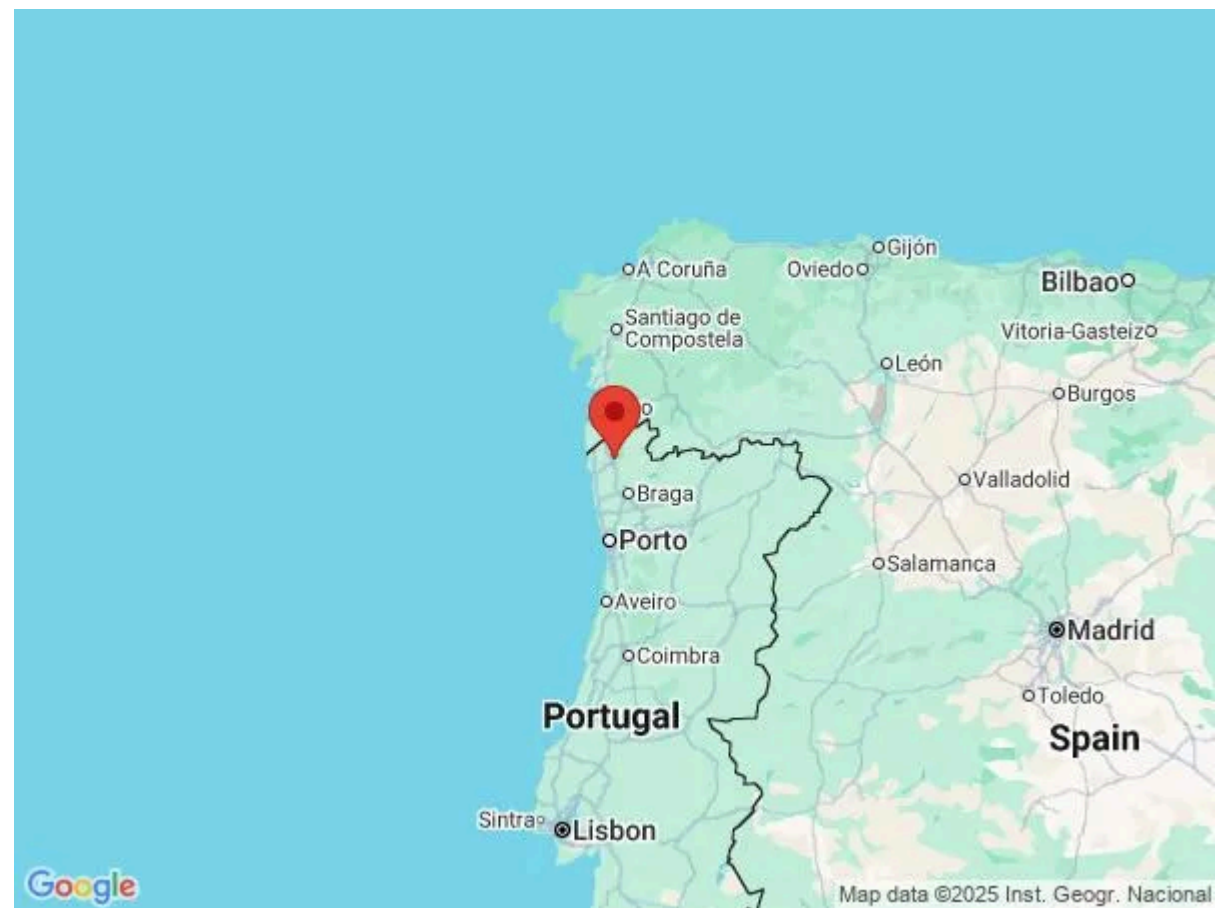 Gijón
A Coruña
Oviedo
Bilbao
Santiago de
Compostela
Vitoria-Gasteiz
León
Burgos
Valladolid
Braga
Porto
Salamanca
Aveiro
Madrid
Coimbra
Toledo
Portugal
Spain
Sintra
Lisbon
Google
Map data ©2025 Inst. Geogr. Nacional